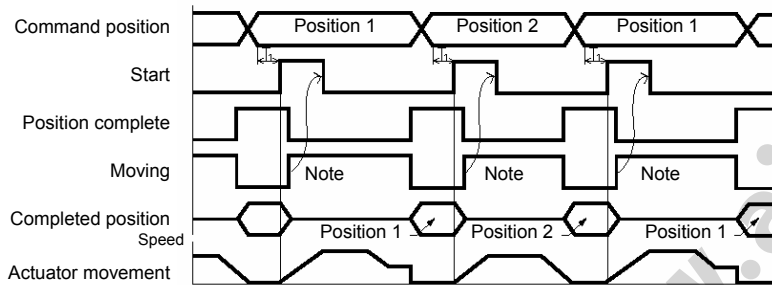 Command position
Position 1
Position 2
Position 1
T1
T1
T1
Start
Position complete
Moving
Note
Note
Note
Completed position
Position 1
Position 2
Position 1
Speed
Actuator movement